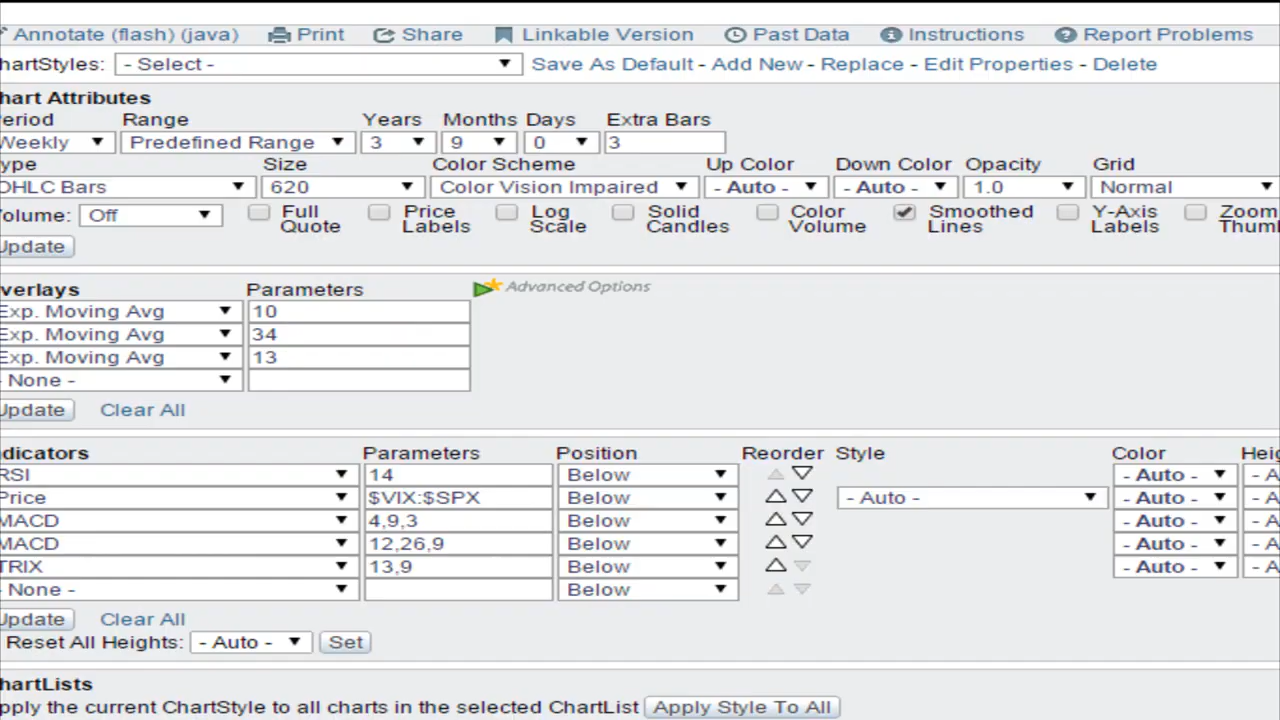 Annotate (flash) (java) Print Share Linkable Version Past Data Instructions Report Problems
hartStyles: - Select - Save As Default - Add New - Replace - Edit Properties - Delete
hart Attributes
eriod Range Years Months Days Extra Bars
Weekly Predefined Range 3 9 0 3
ype Size Color Scheme Up Color Down Color Opacity Grid
OHLC Bars 620 Color Vision Impaired - Auto - - Auto - 1.0 Normal
olume: Off Full Quote Price Labels Log Scale Solid Candles Color Volume Smoothed Lines Y-Axis Labels Zoom Thumb
Update
verlays Parameters Advanced Options
Exp. Moving Avg 10
Exp. Moving Avg 34
Exp. Moving Avg 13
- None -
Update Clear All
dicators Parameters Position Reorder Style Color Heig
RSI 14 Below - Auto - - A
Price $VIX:$SPX Below - Auto - - Auto - - A
MACD 4,9,3 Below - Auto - - A
MACD 12,26,9 Below - Auto - - A
TRIX 13,9 Below - Auto - - A
- None - Below
Update Clear All
Reset All Heights: - Auto - Set
hartLists
pply the current ChartStyle to all charts in the selected ChartList Apply Style To All